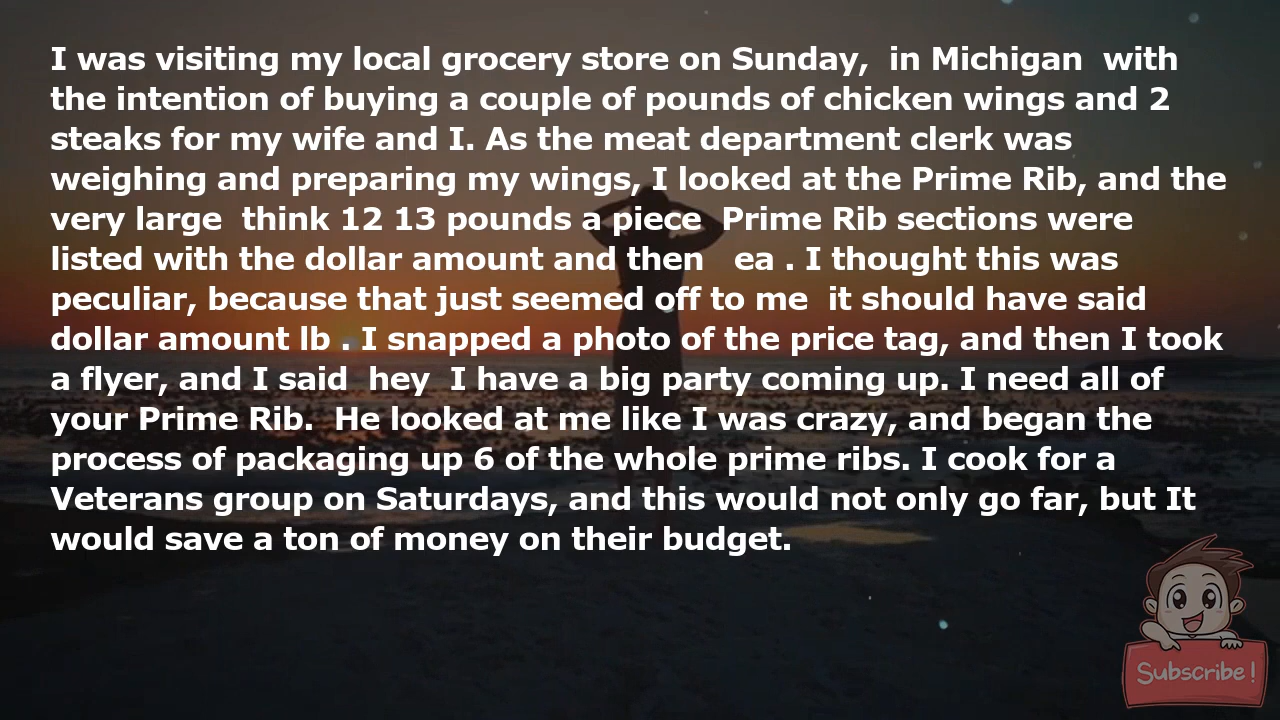 I was visiting my local grocery store on Sunday,  in Michigan  with
the intention of buying a couple of pounds of chicken wings and 2
steaks for my wife and I. As the meat department clerk was
weighing and preparing my wings, I looked at the Prime Rib, and the
very large  think 12 13 pounds a piece  Prime Rib sections were
listed with the dollar amount and then   ea . I thought this was
peculiar, because that just seemed off to me  it should have said
dollar amount lb . I snapped a photo of the price tag, and then I took
a flyer, and I said  hey  I have a big party coming up. I need all of
your Prime Rib.  He looked at me like I was crazy, and began the
process of packaging up 6 of the whole prime ribs. I cook for a
Veterans group on Saturdays, and this would not only go far, but It
would save a ton of money on their budget.
Subscribe!